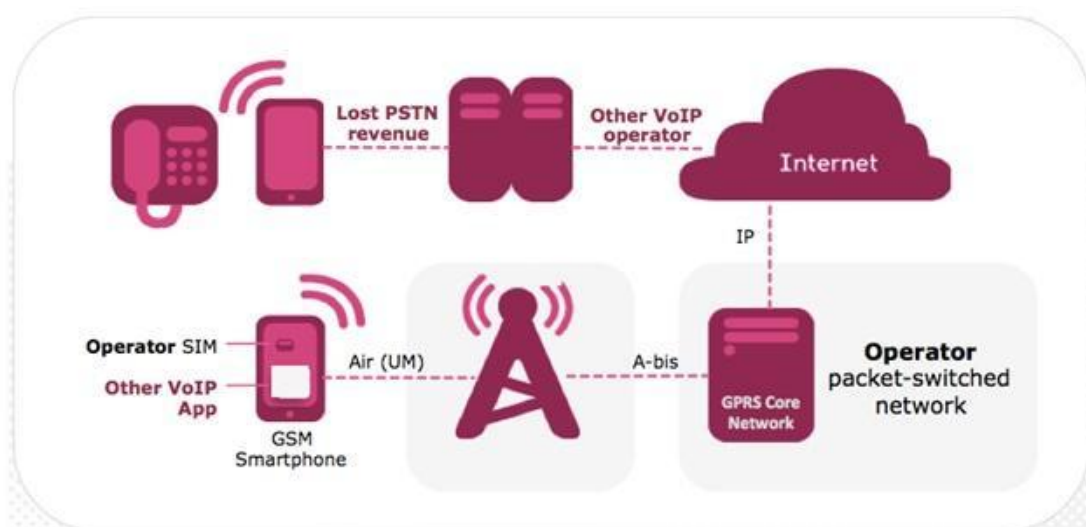 Lost PSTN
revenue
Other VoIP
operator
Internet
IP
Operator SIM
Other VoIP
App
GSM
Smartphone
Air (UM)
A-bis
GPRS Core
Network
Operator
packet-switched
network